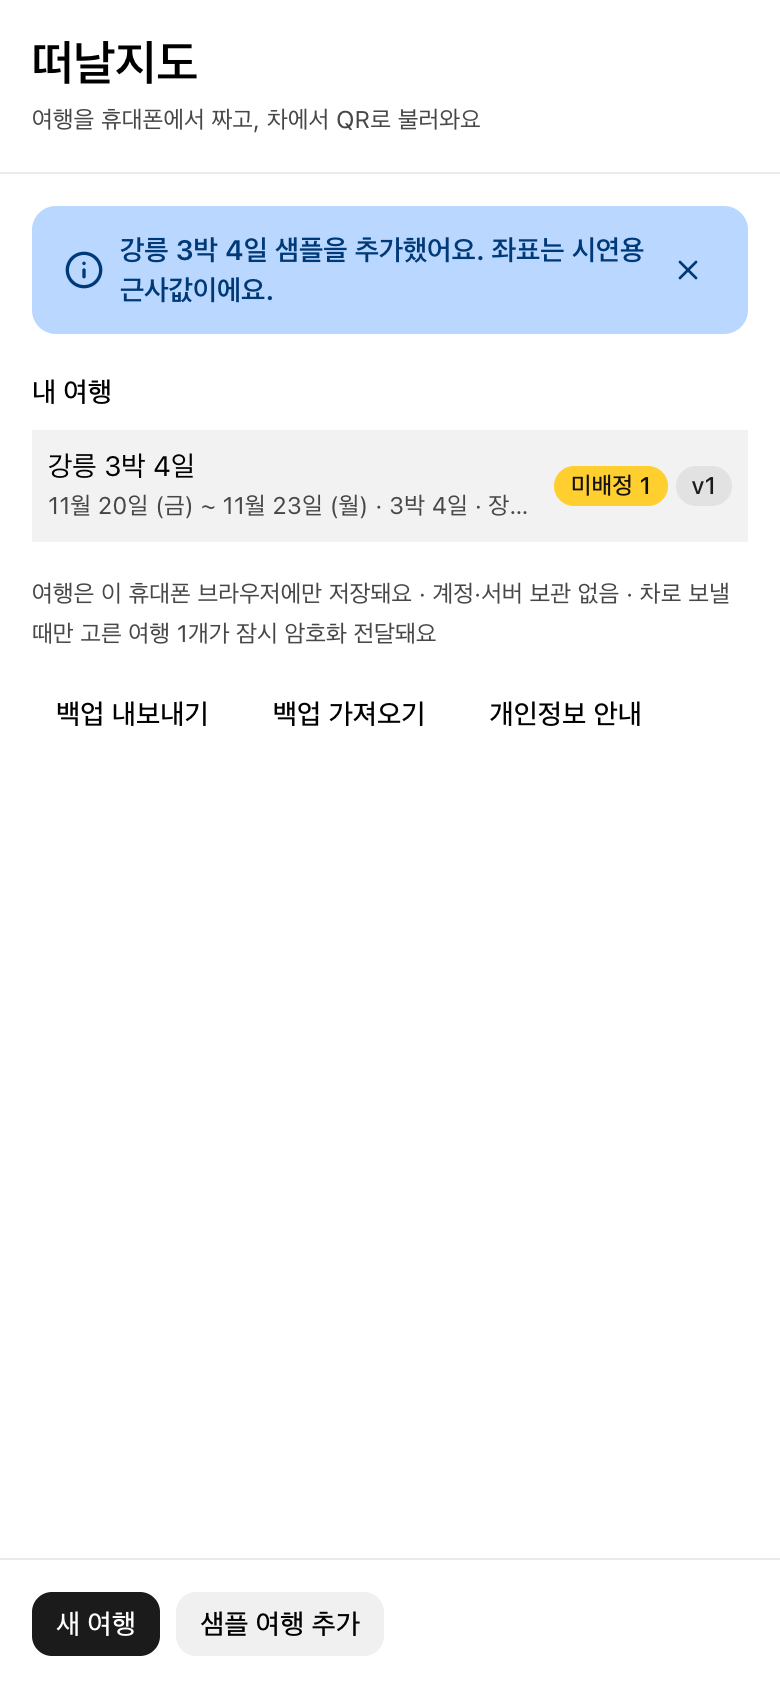 떠날지도
여행을 휴대폰에서 짜고, 차에서 QR로 불러와요
강릉 3박 4일 샘플을 추가했어요. 좌표는 시연용
근사값이에요.
내 여행
강릉 3박 4일
11월 20일 (금) ~ 11월 23일 (월) · 3박 4일 · 장...
미배정 1
v1
여행은 이 휴대폰 브라우저에만 저장돼요 · 계정·서버 보관 없음 · 차로 보낼
때만 고른 여행 1개가 잠시 암호화 전달돼요
백업 내보내기
백업 가져오기
개인정보 안내
새 여행
샘플 여행 추가